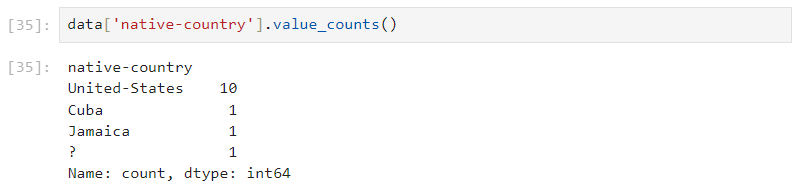 [35]: data['native-country'].value_counts()
[35]: native-country
United-States    10
Cuba              1
Jamaica           1
?                 1
Name: count, dtype: int64